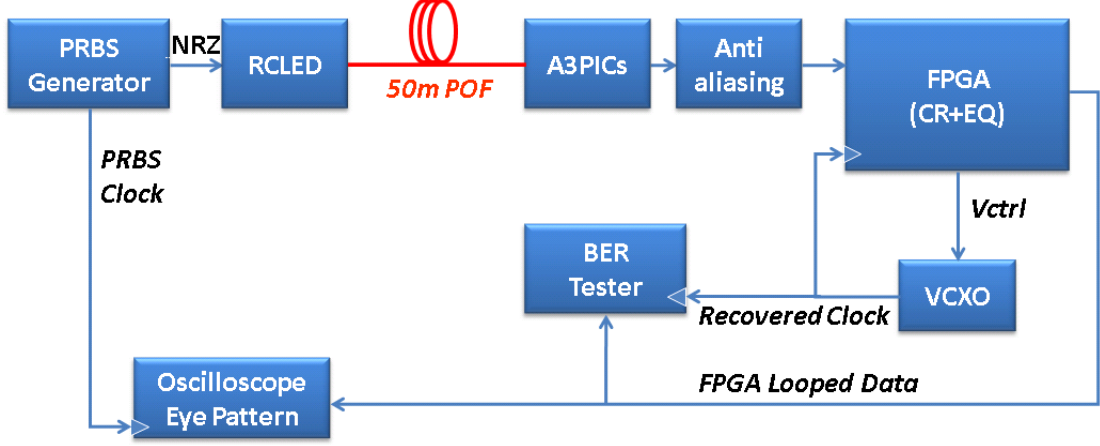 PRBS
Generator
NRZ
RCLED
50m POF
A3PICs
Anti
aliasing
FPGA
(CR+EQ)
PRBS
Clock
Vctrl
BER
Tester
VCXO
Recovered Clock
Oscilloscope
Eye Pattern
FPGA Looped Data